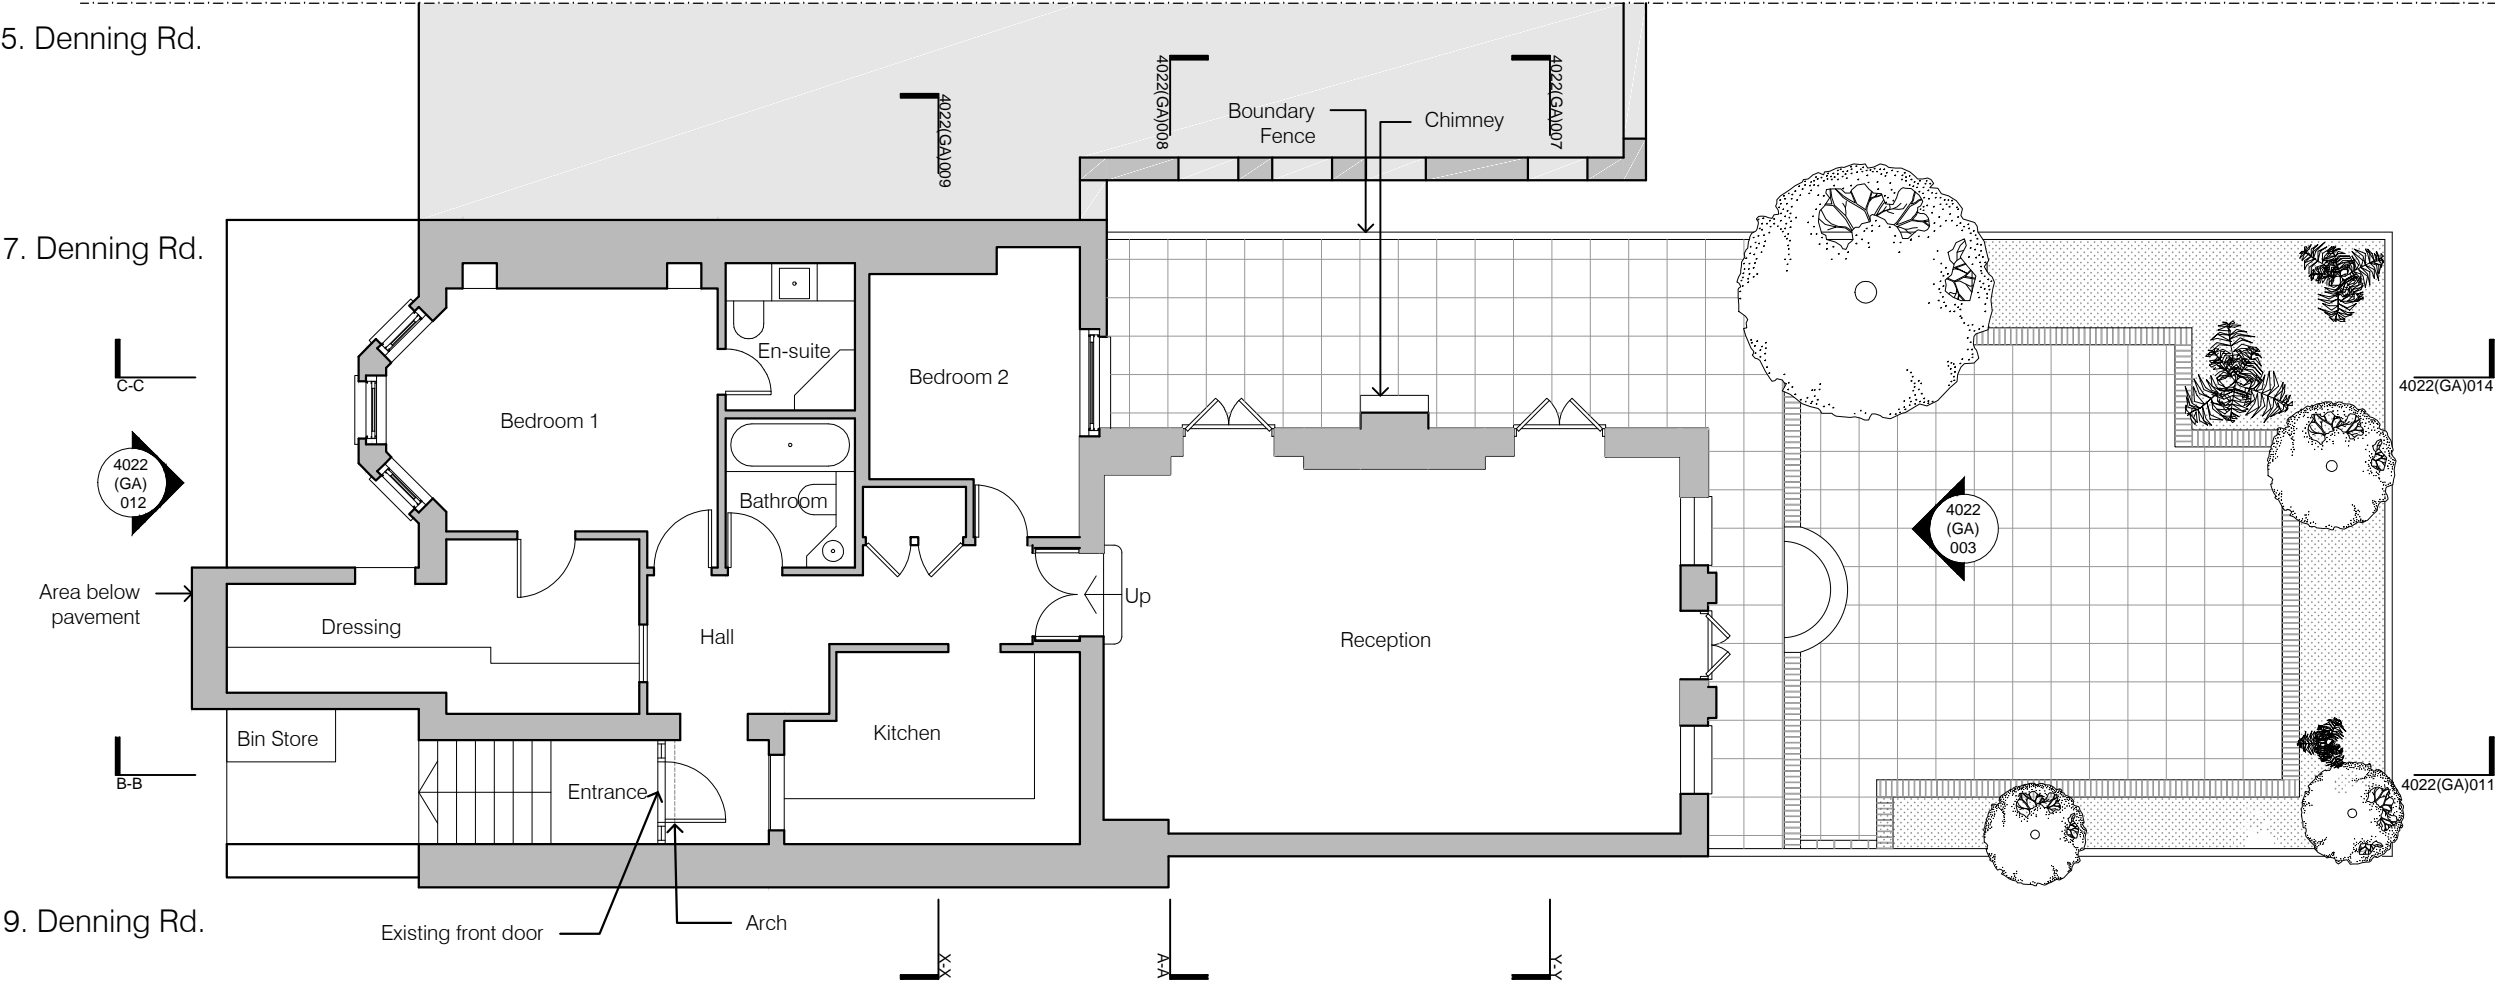 5. Denning Rd.
4022(GA)009
4022(GA)008
4022(GA)007
Boundary
Fence
Chimney
7. Denning Rd.
En-suite
Bedroom 2
Bedroom 1
Bathroom
C-C
4022(GA)014
4022
(GA)
012
4022
(GA)
003
Area below
pavement
Up
Dressing
Hall
Reception
Kitchen
Bin Store
Entrance
B-B
4022(GA)011
9. Denning Rd.
Existing front door
Arch
X-X
A-A
Y-Y